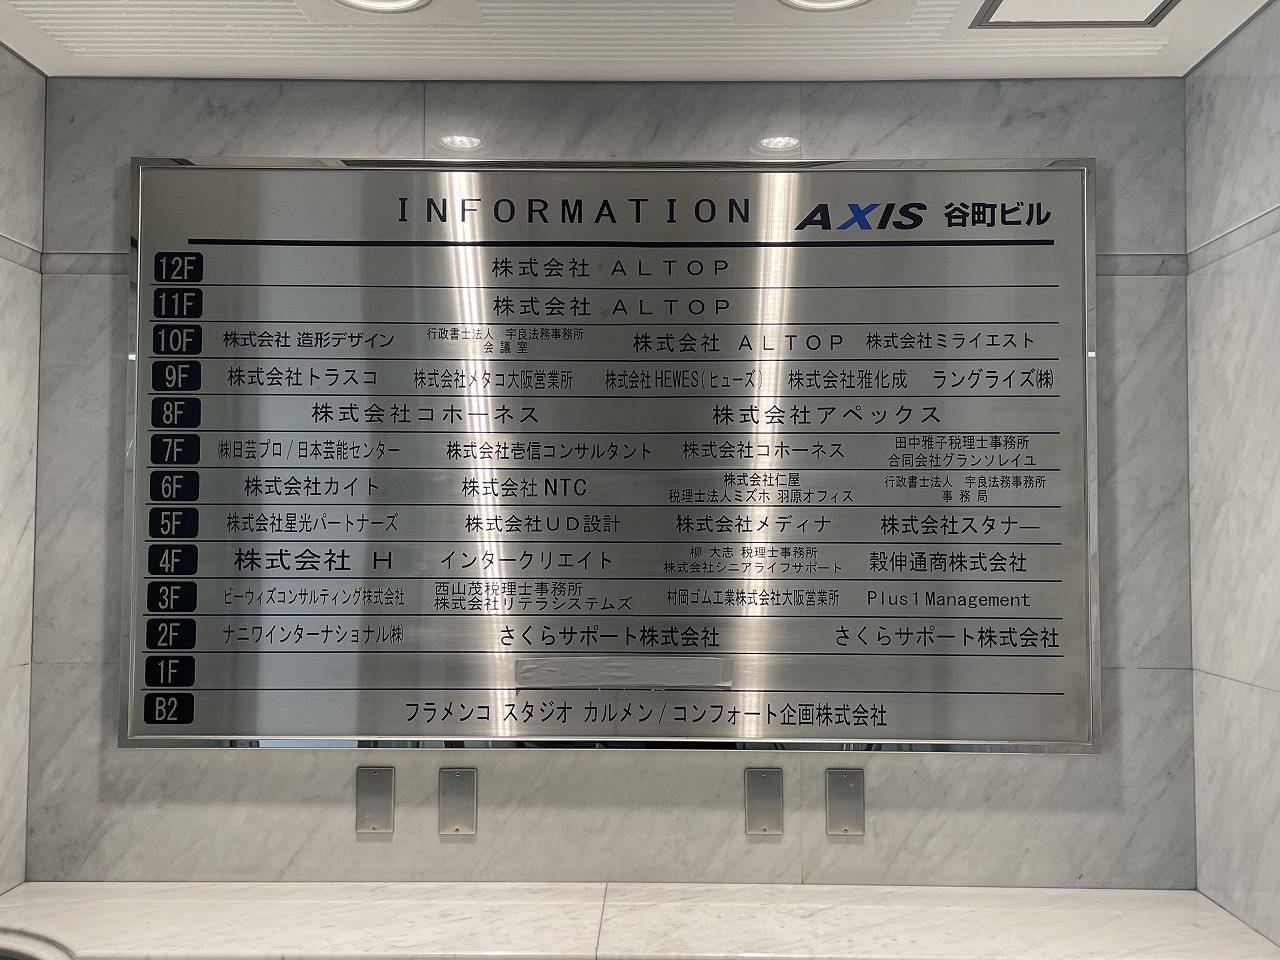 INFORMATION AXIS 谷町ビル
12F 株式会社 ALTOP
11F 株式会社 ALTOP
10F 株式会社 造形デザイン 行政書士法人 宇良法務事務所 会議室 株式会社 ALTOP 株式会社ミライエスト
9F 株式会社トラスコ 株式会社メタコ大阪営業所 株式会社HEWES(ヒューズ) 株式会社雅化成 ラングライズ㈱
8F 株式会社コホーネス 株式会社アペックス
7F ㈱日芸プロ/日本芸能センター 株式会社壱信コンサルタント 株式会社コホーネス 田中雅子税理士事務所 合同会社グランソレイユ
6F 株式会社カイト 株式会社NTC 株式会社仁屋 税理士法人ミズホ 羽原オフィス 行政書士法人 宇良法務事務所 事務局
5F 株式会社星光パートナーズ 株式会社UD設計 株式会社メディナ 株式会社スタナー
4F 株式会社 H インタークリエイト 柳 大志 税理士事務所 株式会社シニアライフサポート 穀伸通商株式会社
3F ビーウィズコンサルティング株式会社 西山茂税理士事務所 株式会社リテラシステムズ 村岡ゴム工業株式会社大阪営業所 Plus1Management
2F ナニワインターナショナル㈱ さくらサポート株式会社 さくらサポート株式会社
1F
B2 フラメンコ スタジオ カルメン/コンフォート企画株式会社